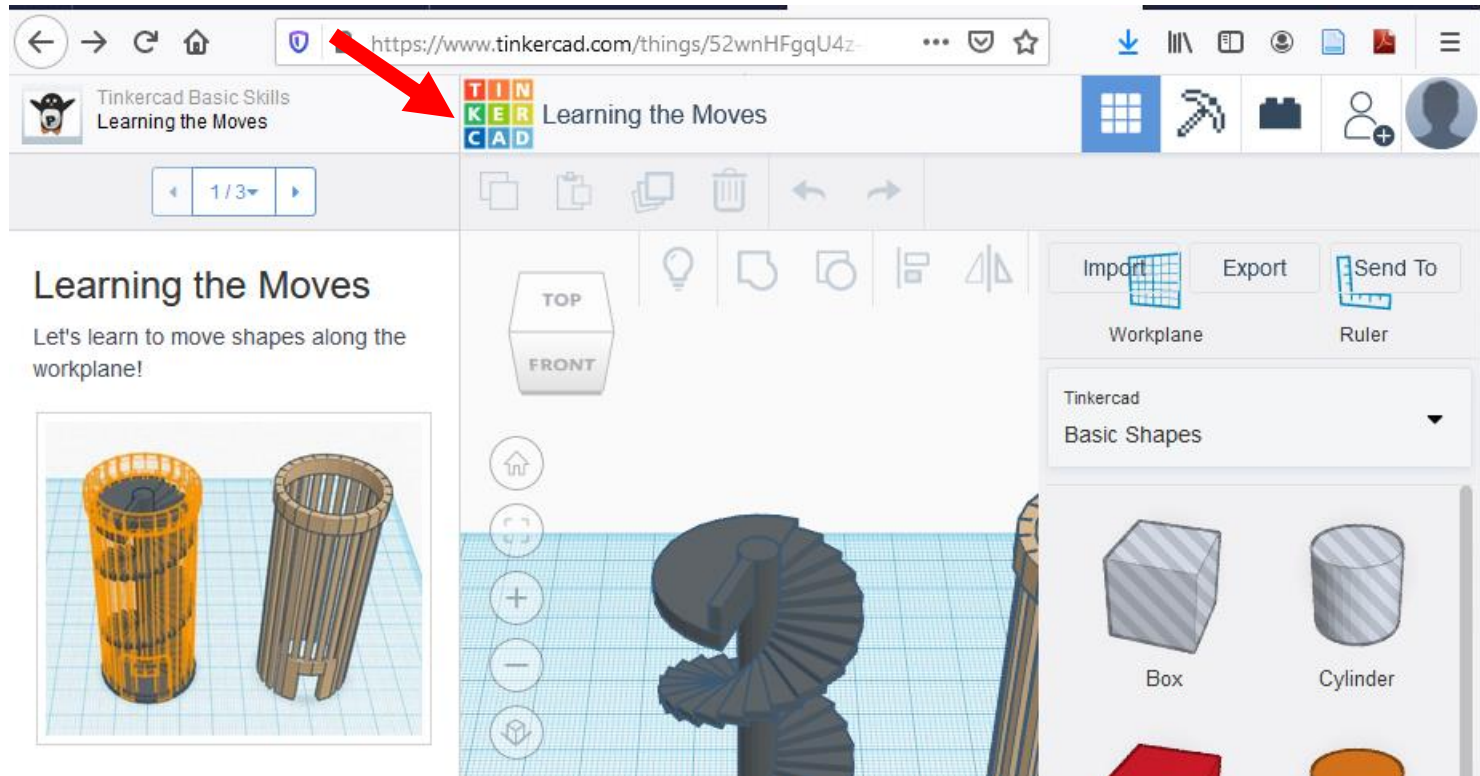 https://www.tinkercad.com/things/52wnHFgqU4z-
Tinkercad Basic Skills
Learning the Moves
P
TIN
KER
CAD
Learning the Moves
1 / 3
Learning the Moves
Let's learn to move shapes along the
workplane!
TOP
FRONT
Import
Export
Send To
Workplane
Ruler
Tinkercad
Basic Shapes
Box
Cylinder